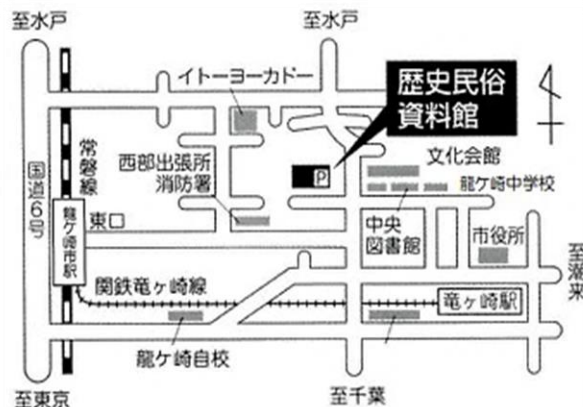 至水戸
至水戸
イトーヨーカドー
歴史民俗
資料館
常磐線
国道6号
西部出張所
消防署
P
文化会館
龍ケ崎中学校
龍ケ崎市駅
東口
中央
図書館
市役所
至潮来
関鉄竜ヶ崎線
竜ヶ崎駅
龍ケ崎自校
至東京
至千葉